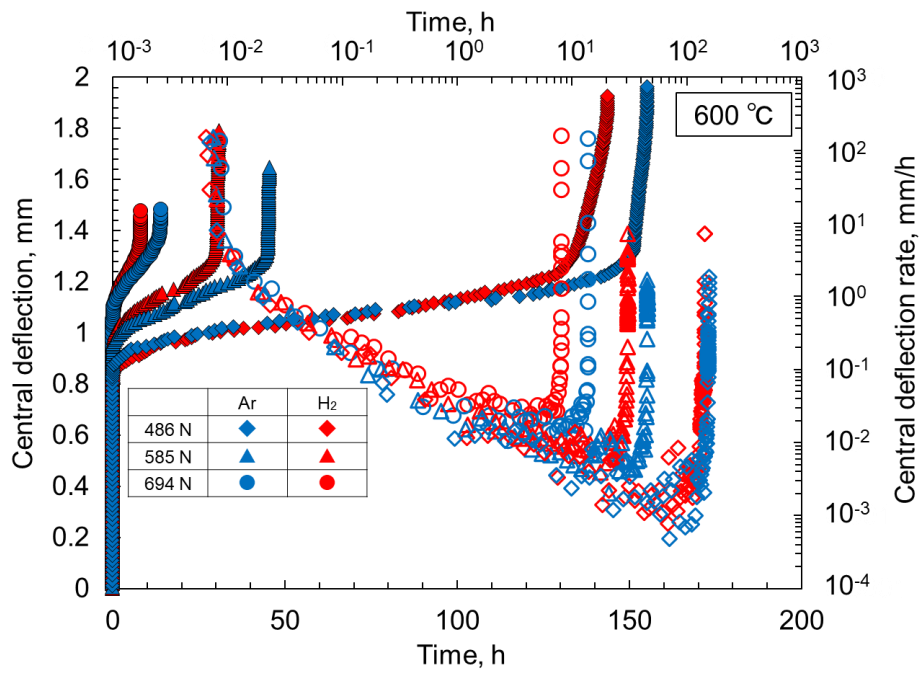 Time, h
10-3 10-2 10-1 100 101 102 103
Central deflection, mm
2
1.8
1.6
1.4
1.2
1
0.8
0.6
0.4
0.2
0
600 °C
Ar H2
486 N
585 N
694 N
103
102
101
100
10-1
10-2
10-3
10-4
Central deflection rate, mm/h
0 50 100 150 200
Time, h